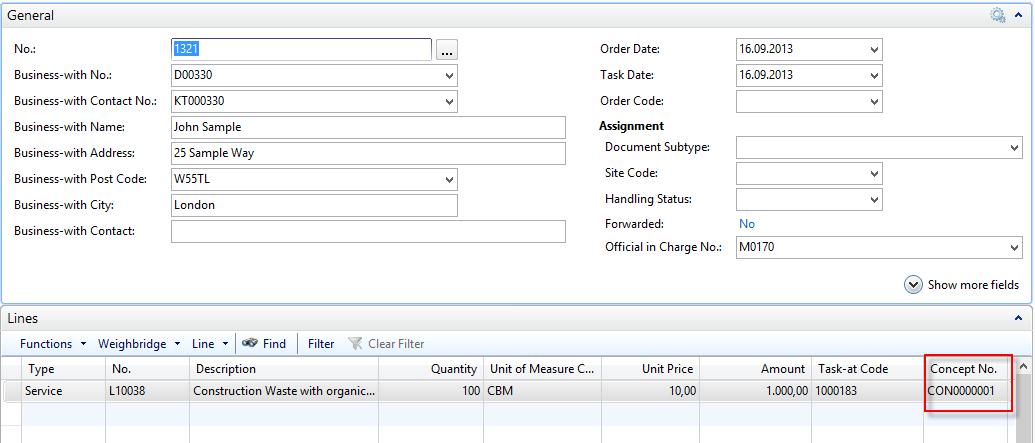 General
No.: 1321 ...
Order Date: 16.09.2013
Business-with No.: D00330
Task Date: 16.09.2013
Business-with Contact No.: KT000330
Order Code:
Business-with Name: John Sample
Assignment
Business-with Address: 25 Sample Way
Document Subtype:
Business-with Post Code: W55TL
Site Code:
Business-with City: London
Handling Status:
Business-with Contact:
Forwarded: No
Official in Charge No.: M0170
Show more fields
Lines
Functions Weighbridge Line Find Filter Clear Filter
Type No. Description Quantity Unit of Measure C... Unit Price Amount Task-at Code Concept No.
Service L10038 Construction Waste with organic... 100 CBM 10,00 1.000,00 1000183 CON0000001